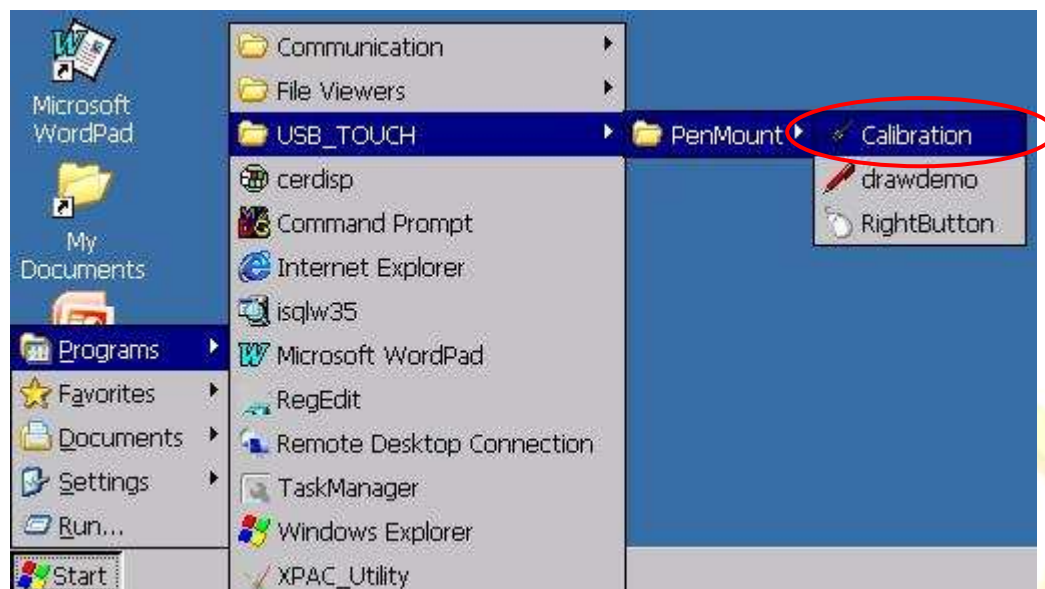 Microsoft
WordPad
My
Documents
Programs
Favorites
Documents
Settings
Run...
Start
Communication
File Viewers
USB_TOUCH
cerdisp
Command Prompt
Internet Explorer
isqlw35
Microsoft WordPad
RegEdit
Remote Desktop Connection
TaskManager
Windows Explorer
XPAC_Utility
PenMount
Calibration
drawdemo
RightButton